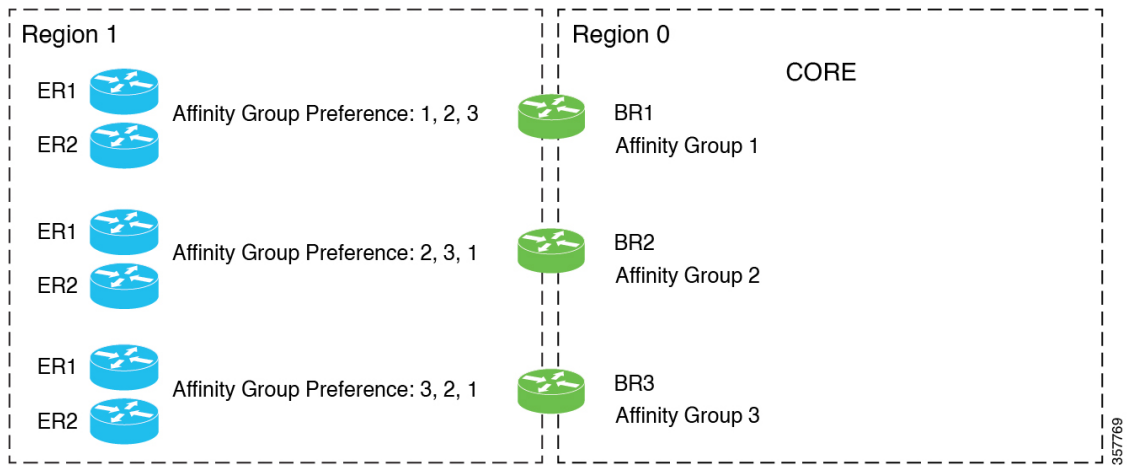 Region 1
Region 0
CORE
ER1
ER2
Affinity Group Preference: 1, 2, 3
BR1
Affinity Group 1
ER1
ER2
Affinity Group Preference: 2, 3, 1
BR2
Affinity Group 2
ER1
ER2
Affinity Group Preference: 3, 2, 1
BR3
Affinity Group 3
357769